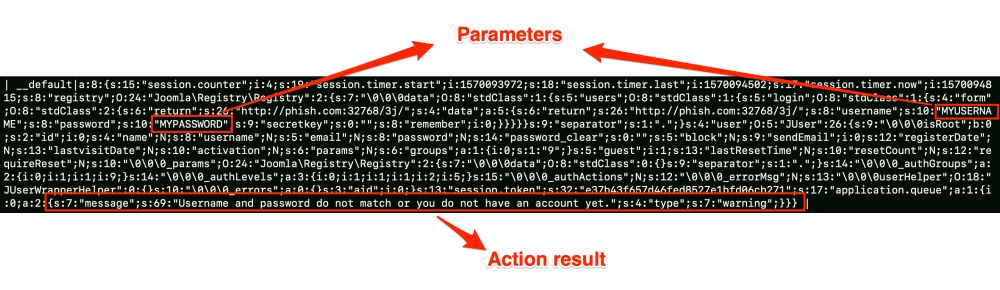 Parameters
| __default|a:8:{s:15:"session.counter";i:4;s:19:"session.timer.start";i:1570093972;s:18:"session.timer.last";i:1570094502;s:17:"session.timer.now";i:157009448
15;s:8:"registry";O:24:"Joomla\Registry\Registry":2:{s:7:"\0\0\0data";O:8:"stdClass":1:{s:5:"users";O:8:"stdClass":1:{s:5:"login";O:8:"stdClass":1:{s:4:"form"
;O:8:"stdClass":2:{s:6:"return";s:26:"http://phish.com:32768/3j/";s:4:"data";a:5:{s:6:"return";s:26:"http://phish.com:32768/3j/";s:8:"username";s:10:"MYUSERNA
ME";s:8:"password";s:10:"MYPASSWORD";s:9:"secretkey";s:0:"";s:8:"remember";i:0;}}}}}s:9:"separator";s:1:".";}s:4:"user";O:5:"JUser":26:{s:9:"\0\0\0isRoot";b:0
;s:2:"id";i:0;s:4:"name";N;s:8:"username";N;s:5:"email";N;s:8:"password";N;s:14:"password_clear";s:0:"";s:5:"block";N;s:9:"sendEmail";i:0;s:12:"registerDate";
N;s:13:"lastvisitDate";N;s:10:"activation";N;s:6:"params";N;s:6:"groups";a:1:{i:0;s:1:"9";}s:5:"guest";i:1;s:13:"lastResetTime";N;s:10:"resetCount";N;s:12:"re
quireReset";N;s:10:"\0\0\0_params";O:24:"Joomla\Registry\Registry":2:{s:7:"\0\0\0data";O:8:"stdClass":0:{}s:9:"separator";s:1:".";}s:14:"\0\0\0_authGroups";a:
2:{i:0;i:1;i:1;i:9;}s:14:"\0\0\0_authLevels";a:3:{i:0;i:1;i:1;i:1;i:2;i:5;}s:15:"\0\0\0_authActions";N;s:12:"\0\0\0_errorMsg";N;s:13:"\0\0\0userHelper";O:18:"
JUserWrapperHelper":0:{}s:10:"\0\0\0_errors";a:0:{}s:3:"aid";i:0;}s:13:"session.token";s:32:"e37b43f657d46fed8527e1bfd06cb271";s:17:"application.queue";a:1:{i
:0;a:2:{s:7:"message";s:69:"Username and password do not match or you do not have an account yet.";s:4:"type";s:7:"warning";}}} |
Action result